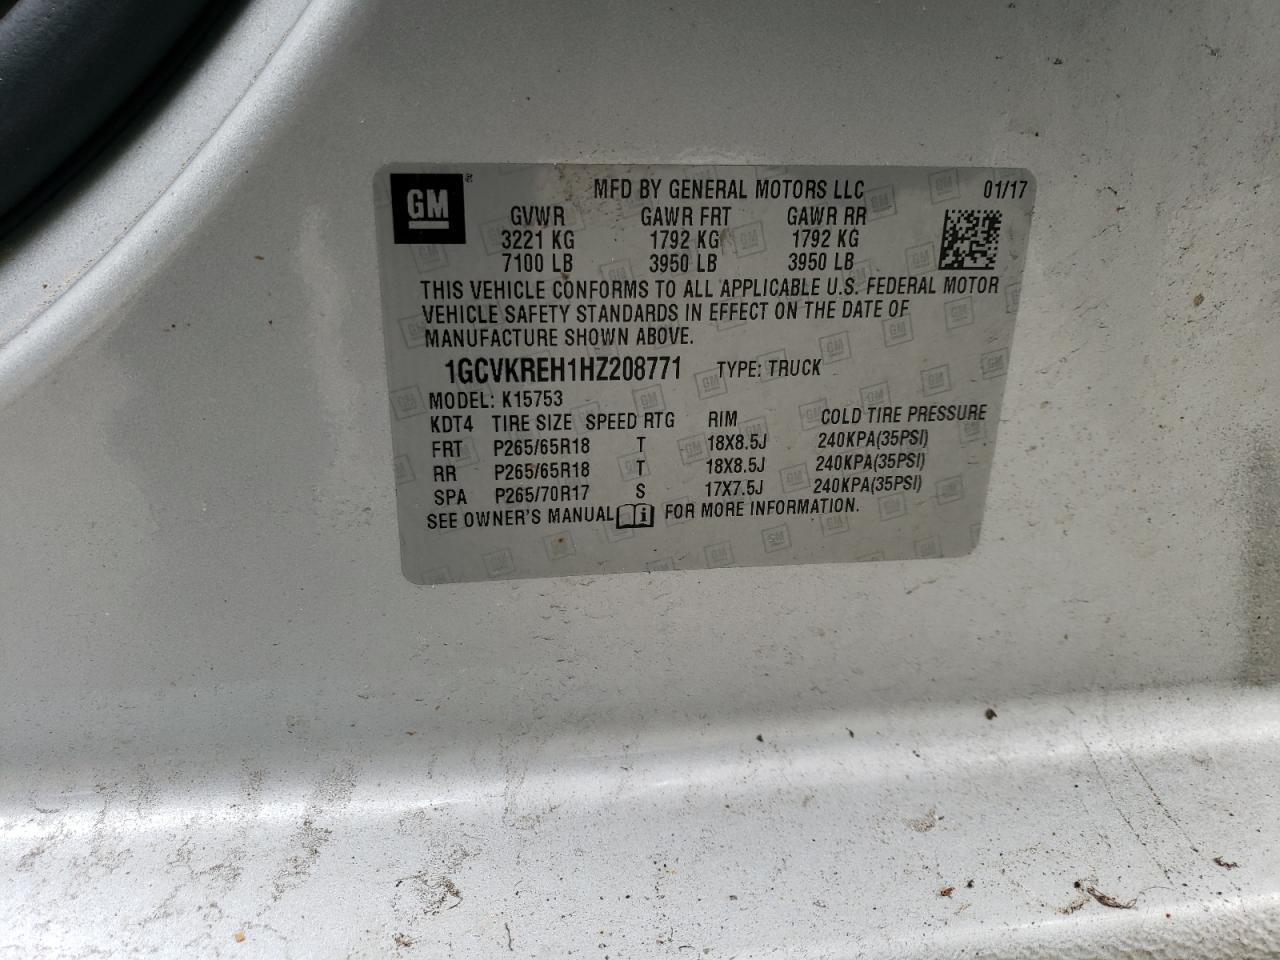 GM ® MFD BY GENERAL MOTORS LLC 01/17
GVWR GAWR FRT GAWR RR
3221 KG 1792 KG 1792 KG
7100 LB 3950 LB 3950 LB
THIS VEHICLE CONFORMS TO ALL APPLICABLE U.S. FEDERAL MOTOR
VEHICLE SAFETY STANDARDS IN EFFECT ON THE DATE OF
MANUFACTURE SHOWN ABOVE.
1GCVKREH1HZ208771 TYPE: TRUCK
MODEL: K15753
KDT4 TIRE SIZE SPEED RTG RIM COLD TIRE PRESSURE
FRT P265/65R18 T 18X8.5J 240KPA(35PSI)
RR P265/65R18 T 18X8.5J 240KPA(35PSI)
SPA P265/70R17 S 17X7.5J 240KPA(35PSI)
SEE OWNER'S MANUAL i FOR MORE INFORMATION.